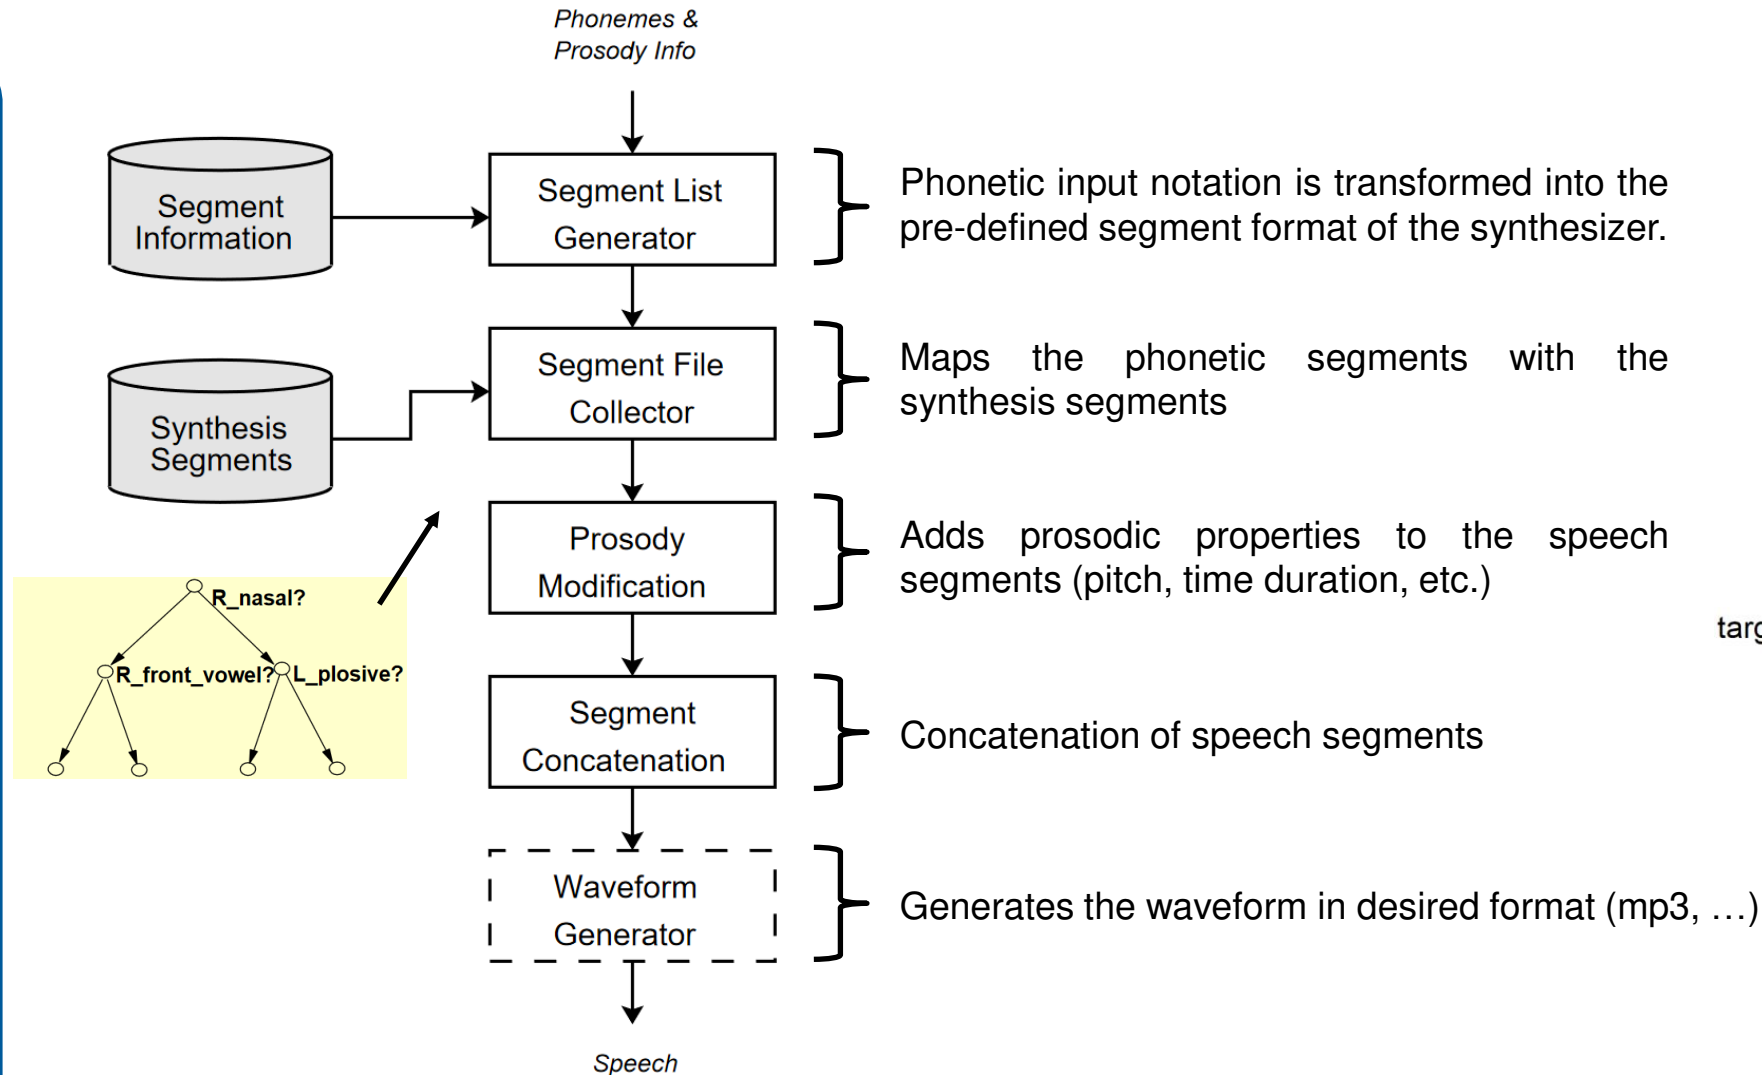 Phonemes &
Prosody Info
Segment
Information
Segment List
Generator
Phonetic input notation is transformed into the
pre-defined segment format of the synthesizer.
Synthesis
Segments
Segment File
Collector
Maps the phonetic segments with the
synthesis segments
Prosody
Modification
Adds prosodic properties to the speech
segments (pitch, time duration, etc.)
R_nasal?
R_front_vowel? L_plosive?
Segment
Concatenation
Concatenation of speech segments
Waveform
Generator
Generates the waveform in desired format (mp3, …)
Speech